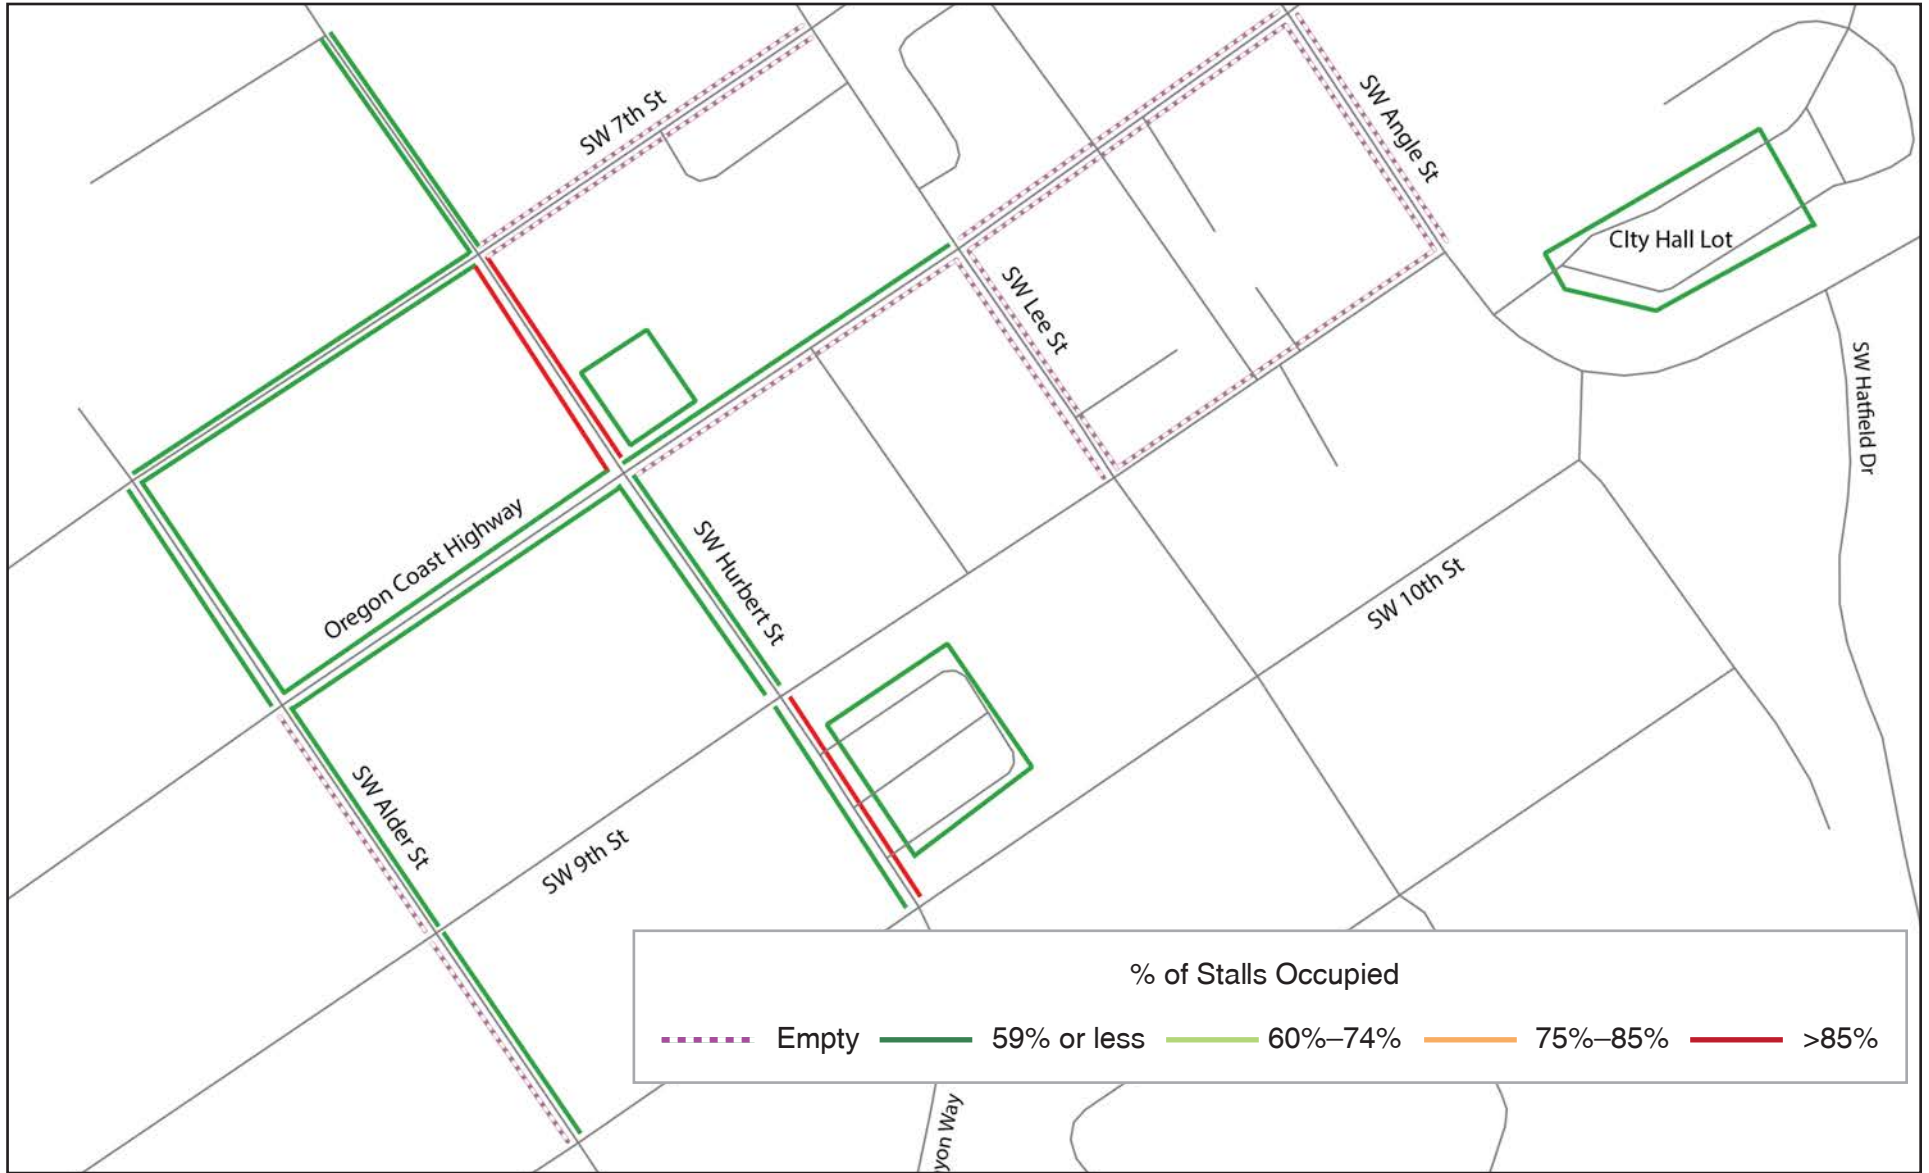 SW 7th St
SW Angle St
CIty Hall Lot
SW Lee St
SW Hatfield Dr
Oregon Coast Highway
SW Hurbert St
SW 10th St
SW Alder St
SW 9th St
% of Stalls Occupied
Empty 59% or less 60%–74% 75%–85% >85%
yon Way